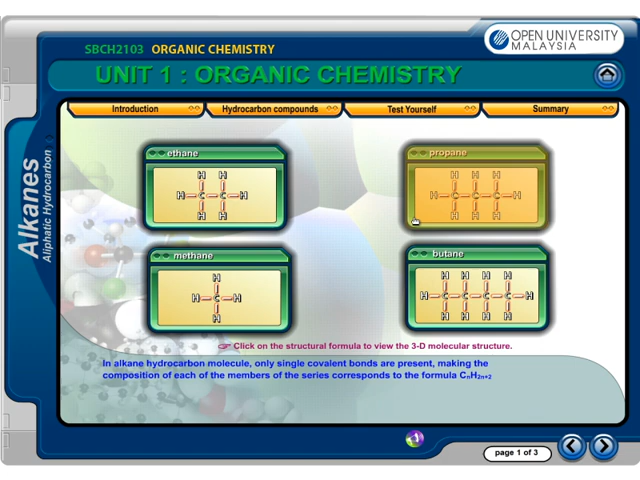 SBCH2103 ORGANIC CHEMISTRY
OPEN UNIVERSITY
MALAYSIA
UNIT 1 : ORGANIC CHEMISTRY
Introduction
Hydrocarbon compounds
Test Yourself
Summary
Alkanes
Aliphatic Hydrocarbon
ethane
H H
H C C H
H H
propane
H H H
H C C C H
H H H
methane
H
H C H
H
butane
H H H H
H C C C C H
H H H H
Click on the structural formula to view the 3-D molecular structure.
In alkane hydrocarbon molecule, only single covalent bonds are present, making the
composition of each of the members of the series corresponds to the formula CnH2n+2
page 1 of 3